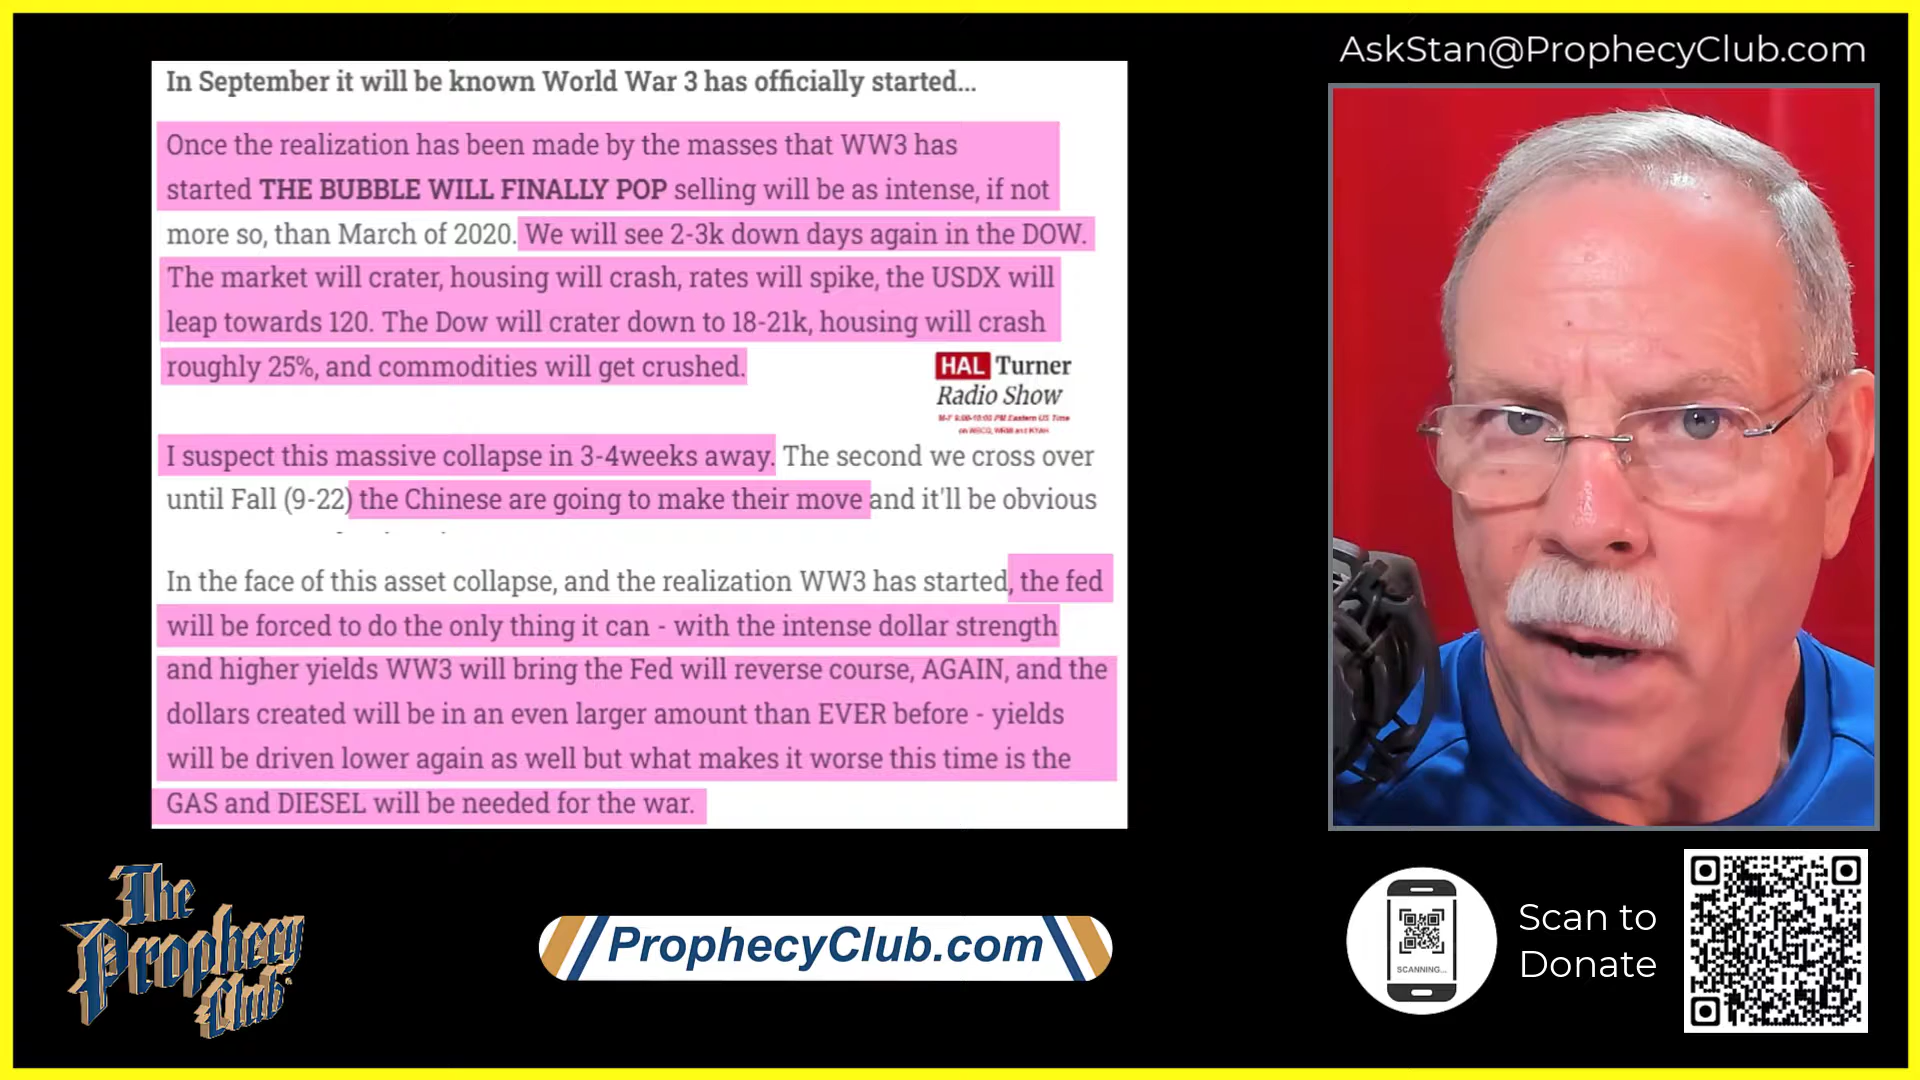 AskStan@ProphecyClub.com
In September it will be known World War 3 has officially started...
Once the realization has been made by the masses that WW3 has
started THE BUBBLE WILL FINALLY POP selling will be as intense, if not
more so, than March of 2020. We will see 2-3k down days again in the DOW.
The market will crater, housing will crash, rates will spike, the USDX will
leap towards 120. The Dow will crater down to 18-21k, housing will crash
roughly 25%, and commodities will get crushed.
HAL Turner
Radio Show
M-F 9:00-10:00 PM Eastern US Time
I suspect this massive collapse in 3-4weeks away. The second we cross over
until Fall (9-22) the Chinese are going to make their move and it'll be obvious
In the face of this asset collapse, and the realization WW3 has started, the fed
will be forced to do the only thing it can - with the intense dollar strength
and higher yields WW3 will bring the Fed will reverse course, AGAIN, and the
dollars created will be in an even larger amount than EVER before - yields
will be driven lower again as well but what makes it worse this time is the
GAS and DIESEL will be needed for the war.
The
Prophecy
Club
ProphecyClub.com
SCANNING...
Scan to
Donate